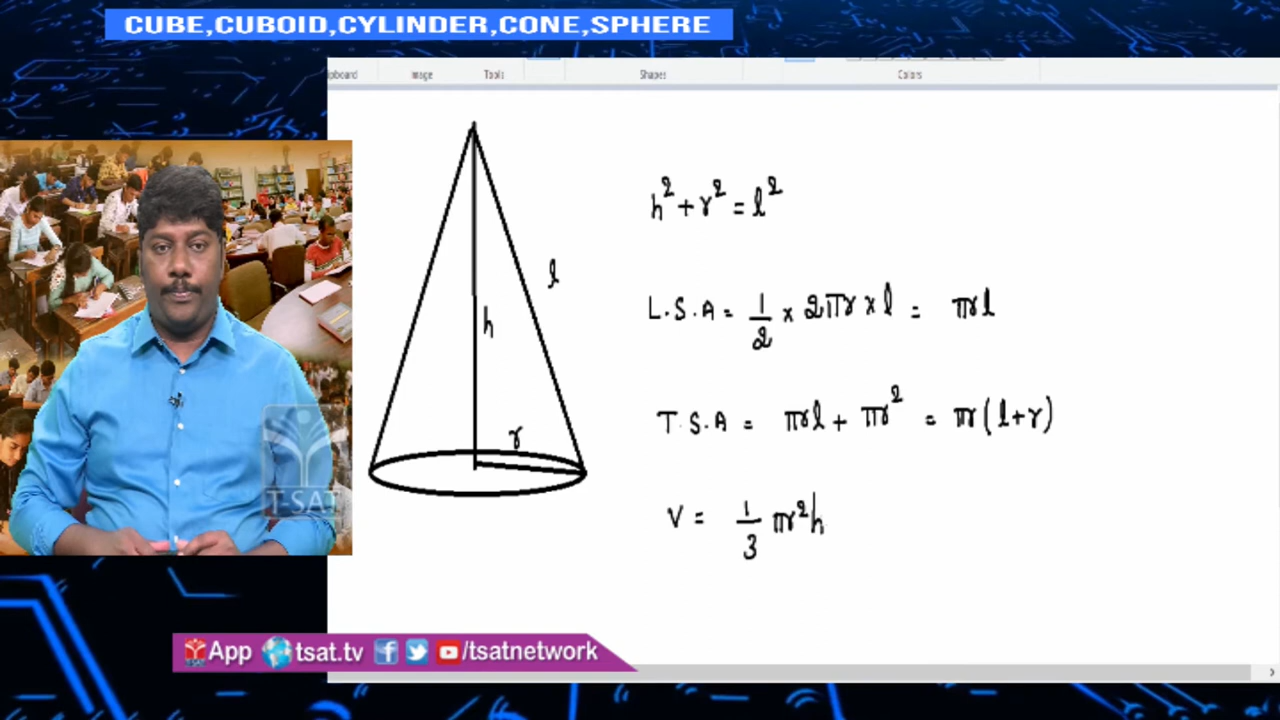 CUBE,CUBOID,CYLINDER,CONE,SPHERE
Image Tools Shapes Colors
h² + r² = l²
l
L.S.A = 1/2 × 2πr × l = πrl
h
T.S.A = πrl + πr² = πr(l+r)
r
V = 1/3 πr²h
T-SAT
App tsat.tv /tsatnetwork